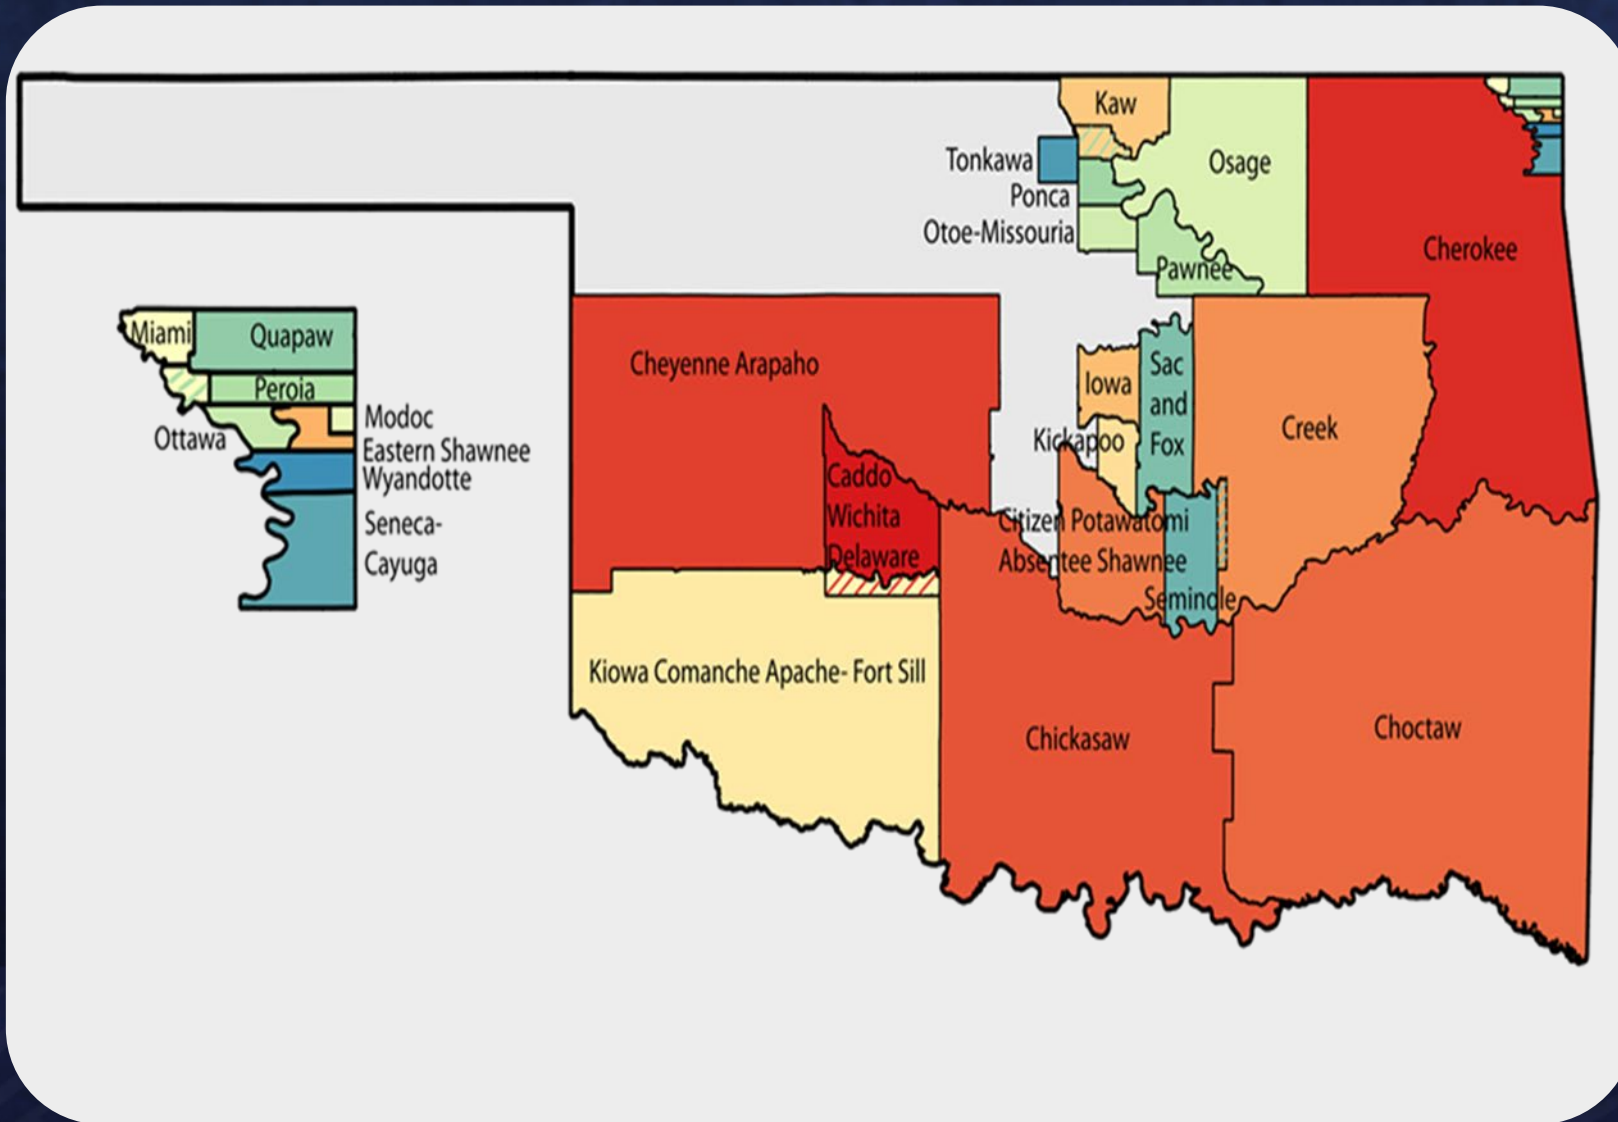 Kaw
Tonkawa
Osage
Ponca
Otoe-Missouria
Pawnee
Cherokee
Miami
Quapaw
Peroia
Ottawa
Modoc
Eastern Shawnee
Wyandotte
Seneca-
Cayuga
Cheyenne Arapaho
Iowa
Sac
and
Fox
Kickapoo
Creek
Caddo
Wichita
Delaware
Citizen Potawatomi
Absentee Shawnee
Seminole
Kiowa Comanche Apache- Fort Sill
Chickasaw
Choctaw